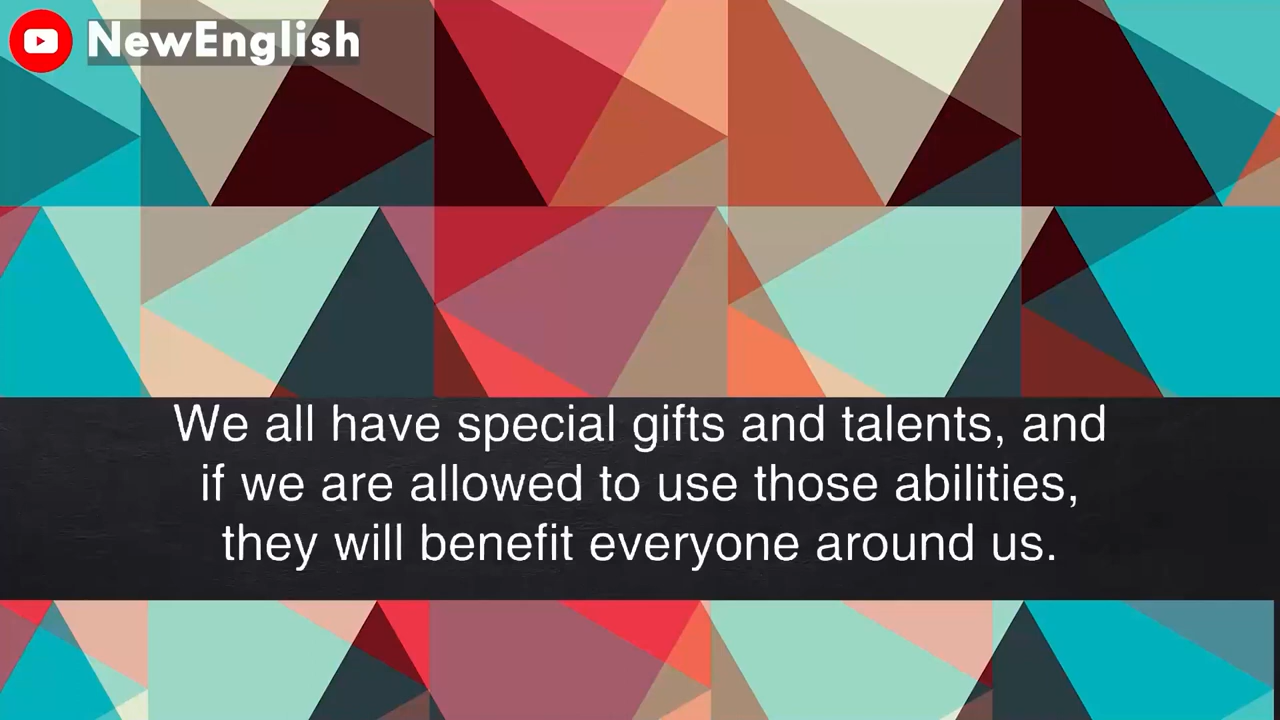 NewEnglish
We all have special gifts and talents, and
if we are allowed to use those abilities,
they will benefit everyone around us.